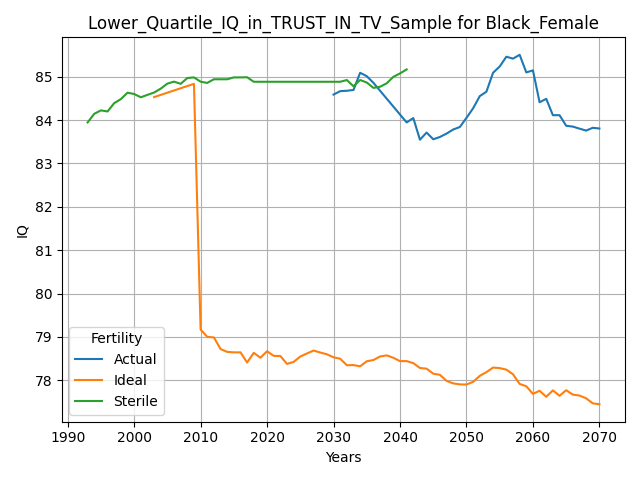 Lower_Quartile_IQ_in_TRUST_IN_TV_Sample for Black_Female
IQ
85
84
83
82
81
80
79
78
Fertility
Actual
Ideal
Sterile
1990 2000 2010 2020 2030 2040 2050 2060 2070
Years